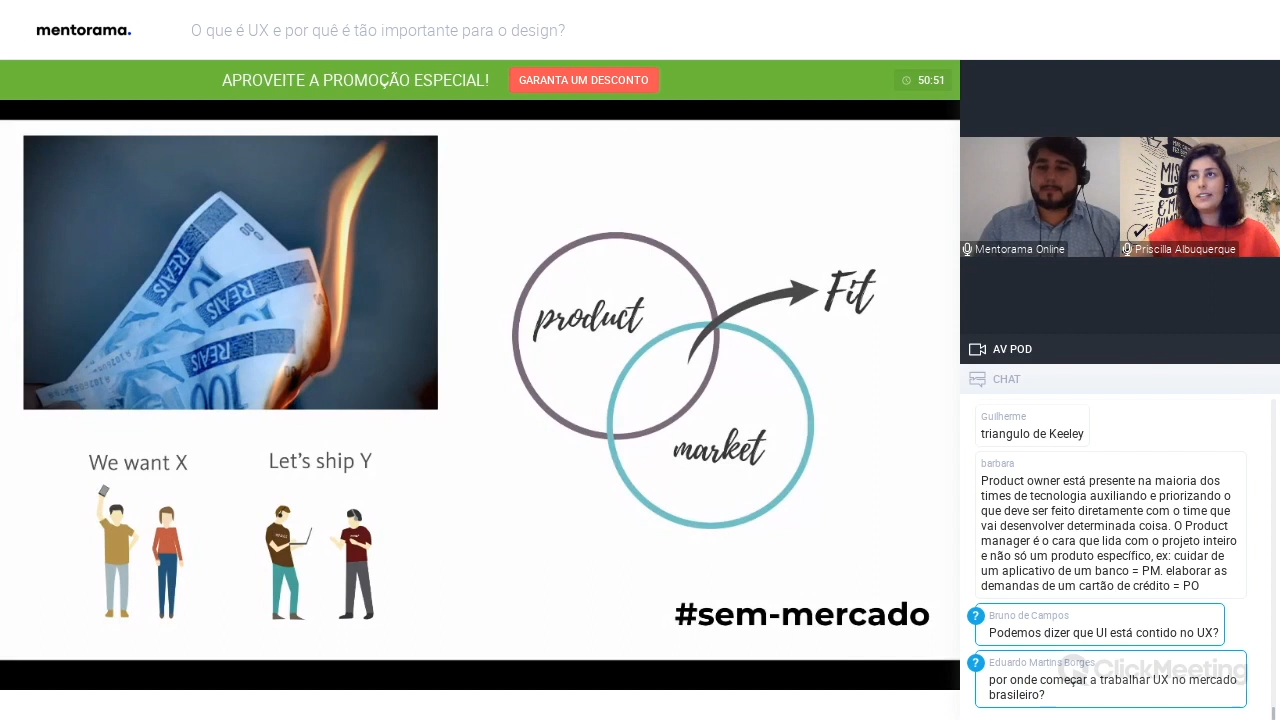 mentorama.
O que é UX e por quê é tão importante para o design?
APROVEITE A PROMOÇÃO ESPECIAL!
GARANTA UM DESCONTO
50:51
REAIS
REAIS
REAIS
100
We want X
Let's ship Y
product
market
Fit
#sem-mercado
Mentorama Online
Priscilla Albuquerque
AV POD
CHAT
Guilherme
triangulo de Keeley
barbara
Product owner está presente na maioria dos
times de tecnologia auxiliando e priorizando o
que deve ser feito diretamente com o time que
vai desenvolver determinada coisa. O Product
manager é o cara que lida com o projeto inteiro
e não só um produto específico, ex: cuidar de
um aplicativo de um banco = PM. elaborar as
demandas de um cartão de crédito = PO
?
Bruno de Campos
Podemos dizer que UI está contido no UX?
?
Eduardo Martins Borges
por onde começar a trabalhar UX no mercado
brasileiro?
ClickMeeting